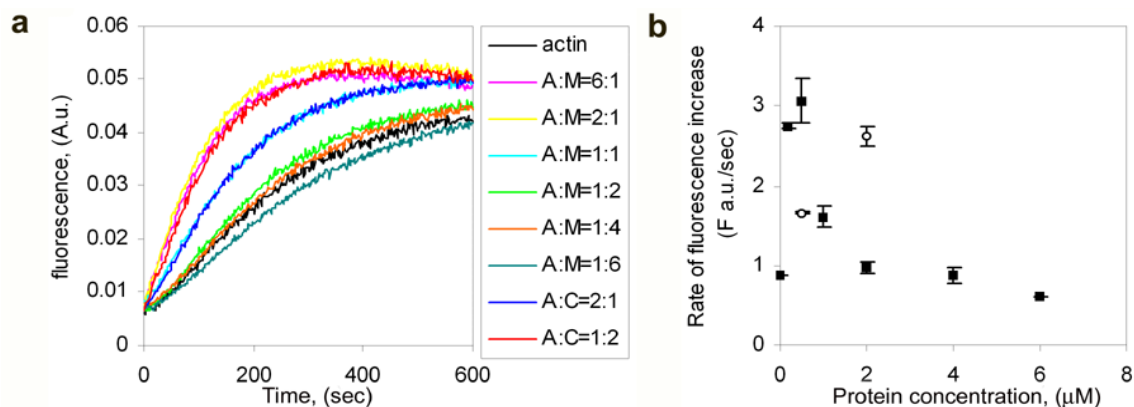 a
fluorescence, (A.u.)
0.06
0.05
0.04
0.03
0.02
0.01
0
0
200
400
600
Time, (sec)
actin
A:M=6:1
A:M=2:1
A:M=1:1
A:M=1:2
A:M=1:4
A:M=1:6
A:C=2:1
A:C=1:2
b
Rate of fluorescence increase
(F a.u./sec)
4
3
2
1
0
0
2
4
6
8
Protein concentration, (μM)